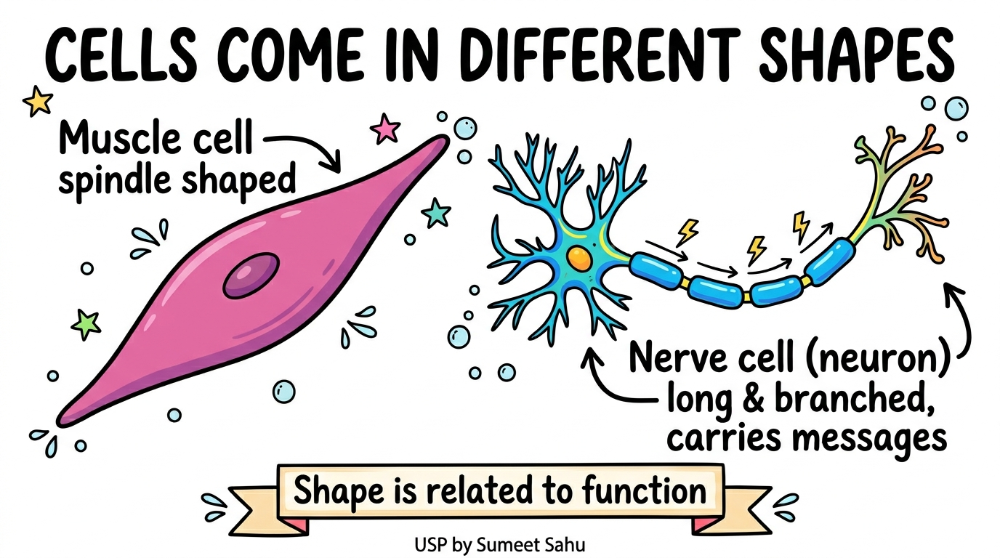 CELLS COME IN DIFFERENT SHAPES
Muscle cell
spindle shaped
Nerve cell (neuron)
long & branched,
carries messages
Shape is related to function
USP by Sumeet Sahu